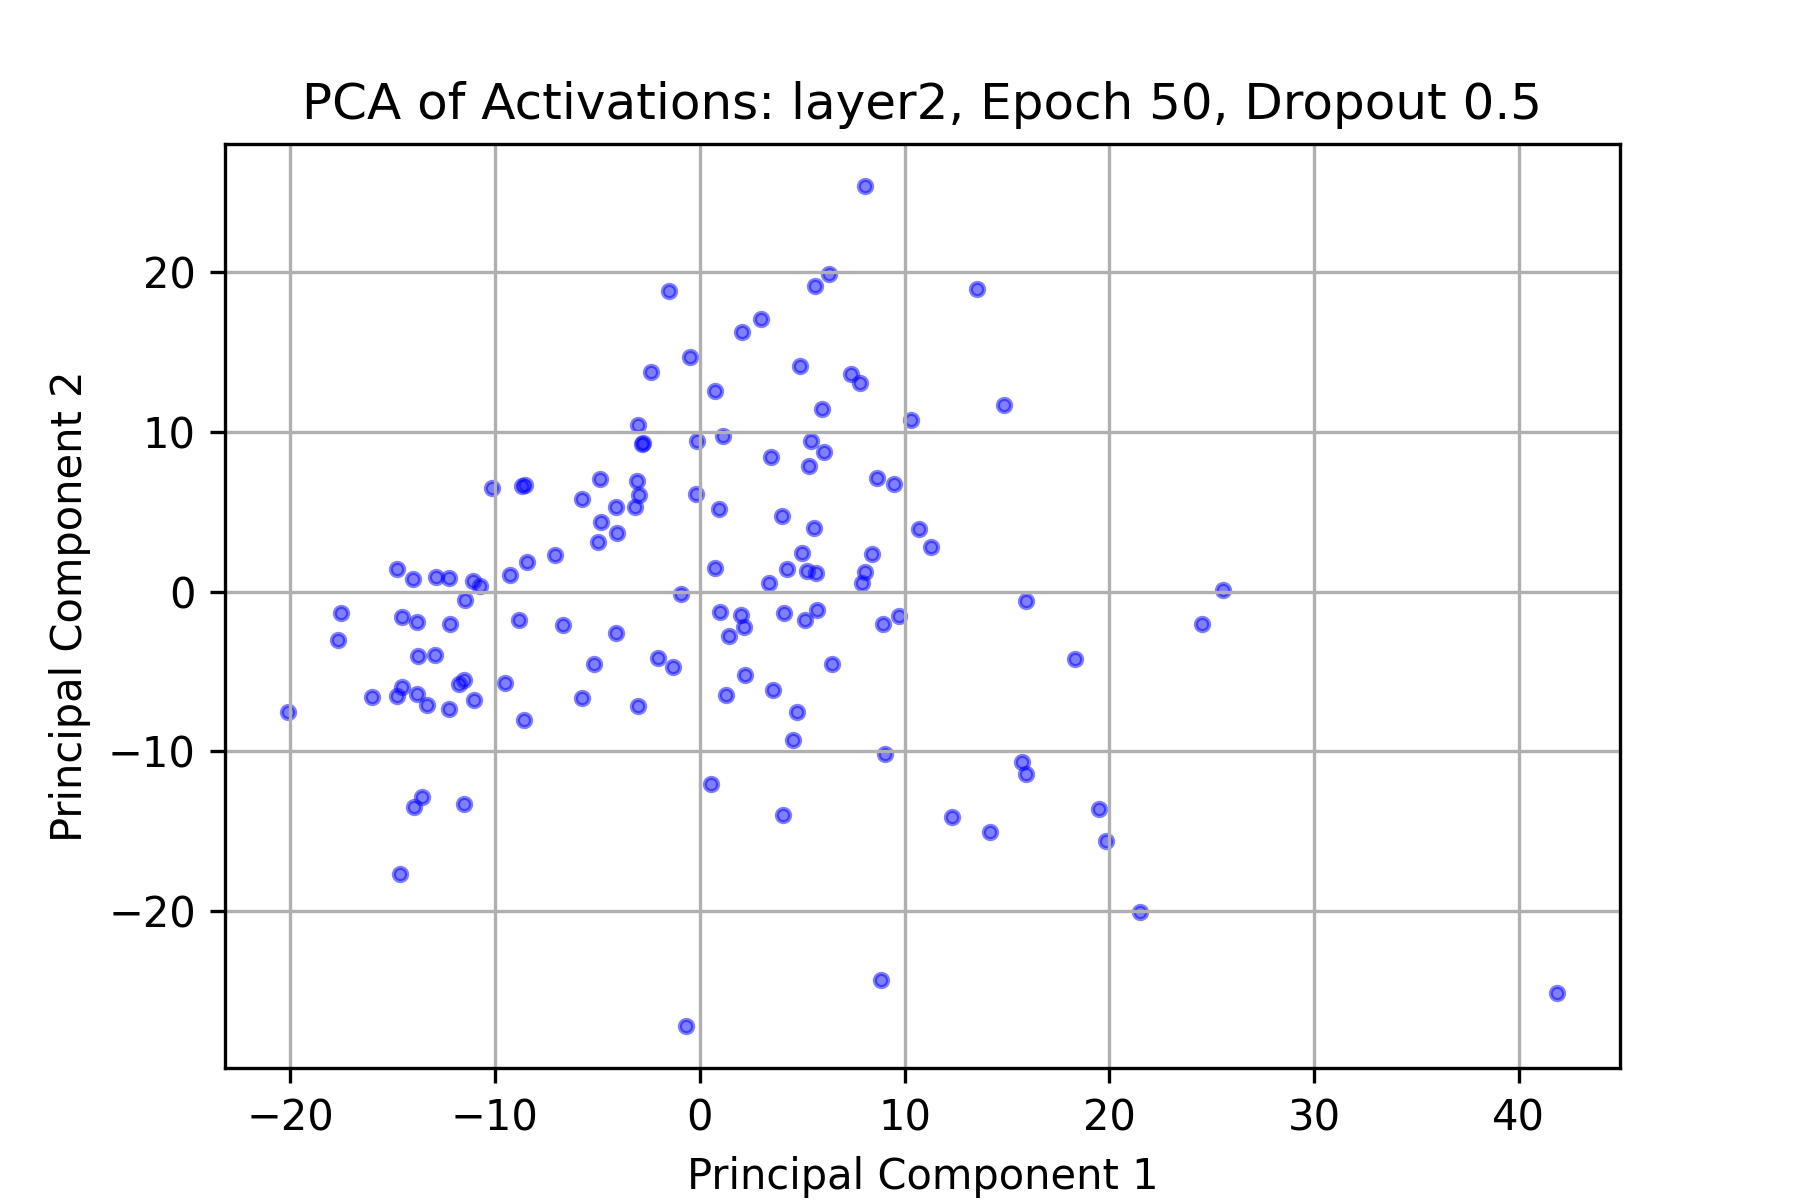 PCA of Activations: layer2, Epoch 50, Dropout 0.5
Principal Component 2
20
10
0
−10
−20
−20 −10 0 10 20 30 40
Principal Component 1